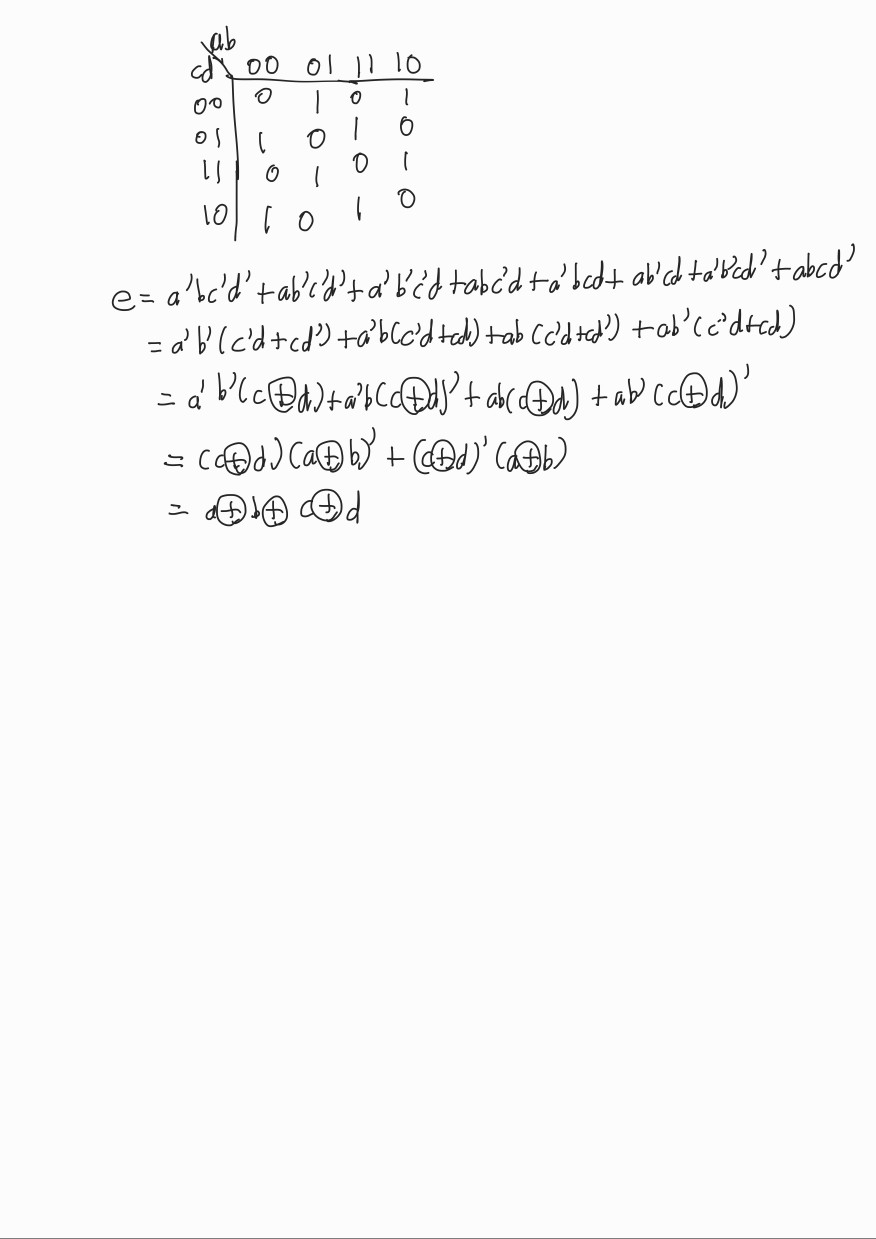 ab
cd 00 01 11 10
00 0 1 0 1
01 1 0 1 0
11 0 1 0 1
10 1 0 1 0
e = a'bc'd' + ab'c'd' + a'b'c'd + abc'd + a'bcd + ab'cd + a'b'cd' + abcd'
= a'b'(c'd + cd') + a'b(c'd + cd) + ab(c'd + cd') + ab'(c'd + cd)
= a'b'(c⊕d) + a'b(c⊕d)' + ab(c⊕d) + ab'(c⊕d)'
= (c⊕d)(a⊕b)' + (c⊕d)'(a⊕b)
= a⊕b⊕c⊕d